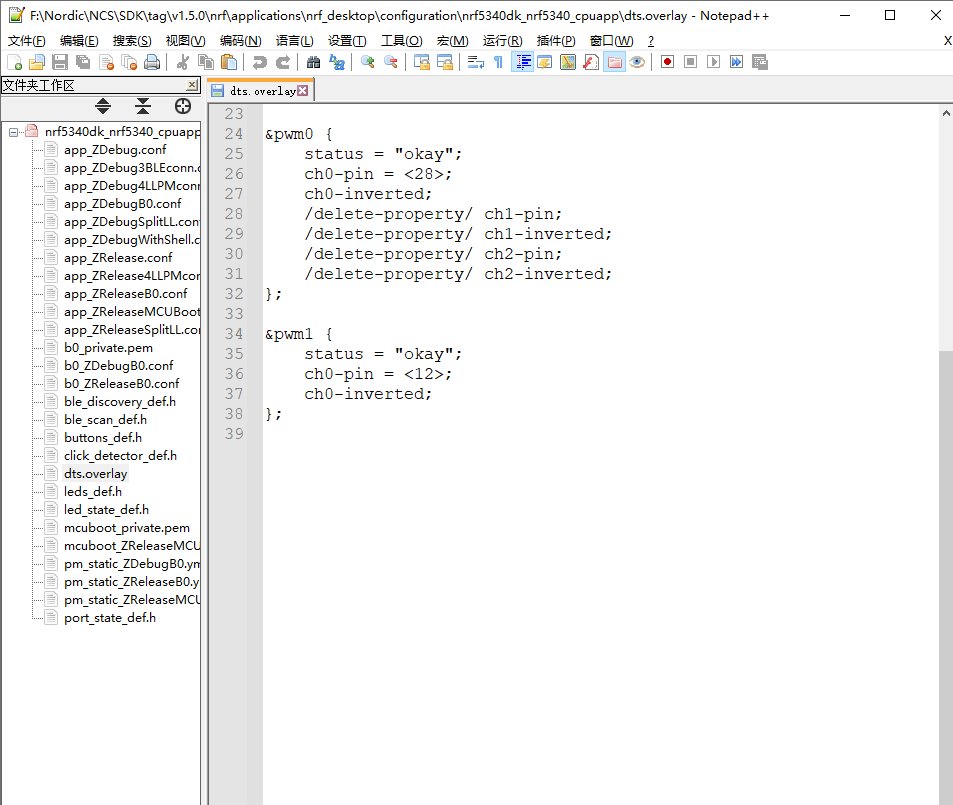 F:\Nordic\NCS\SDK\tag\v1.5.0\nrf\applications\nrf_desktop\configuration\nrf5340dk_nrf5340_cpuapp\dts.overlay - Notepad++
文件(F) 编辑(E) 搜索(S) 视图(V) 编码(N) 语言(L) 设置(T) 工具(O) 宏(M) 运行(R) 插件(P) 窗口(W) ? X
文件夹工作区
dts.overlay
nrf5340dk_nrf5340_cpuapp
app_ZDebug.conf
app_ZDebug3BLEconn.c
app_ZDebug4LLPMconr
app_ZDebugB0.conf
app_ZDebugSplitLL.con
app_ZDebugWithShell.c
app_ZRelease.conf
app_ZRelease4LLPMcor
app_ZReleaseB0.conf
app_ZReleaseMCUBoot
app_ZReleaseSplitLL.cor
b0_private.pem
b0_ZDebugB0.conf
b0_ZReleaseB0.conf
ble_discovery_def.h
ble_scan_def.h
buttons_def.h
click_detector_def.h
dts.overlay
leds_def.h
led_state_def.h
mcuboot_private.pem
mcuboot_ZReleaseMCU
pm_static_ZDebugB0.ym
pm_static_ZReleaseB0.y
pm_static_ZReleaseMCU
port_state_def.h
23
24 &pwm0 {
25 status = "okay";
26 ch0-pin = <28>;
27 ch0-inverted;
28 /delete-property/ ch1-pin;
29 /delete-property/ ch1-inverted;
30 /delete-property/ ch2-pin;
31 /delete-property/ ch2-inverted;
32 };
33
34 &pwm1 {
35 status = "okay";
36 ch0-pin = <12>;
37 ch0-inverted;
38 };
39